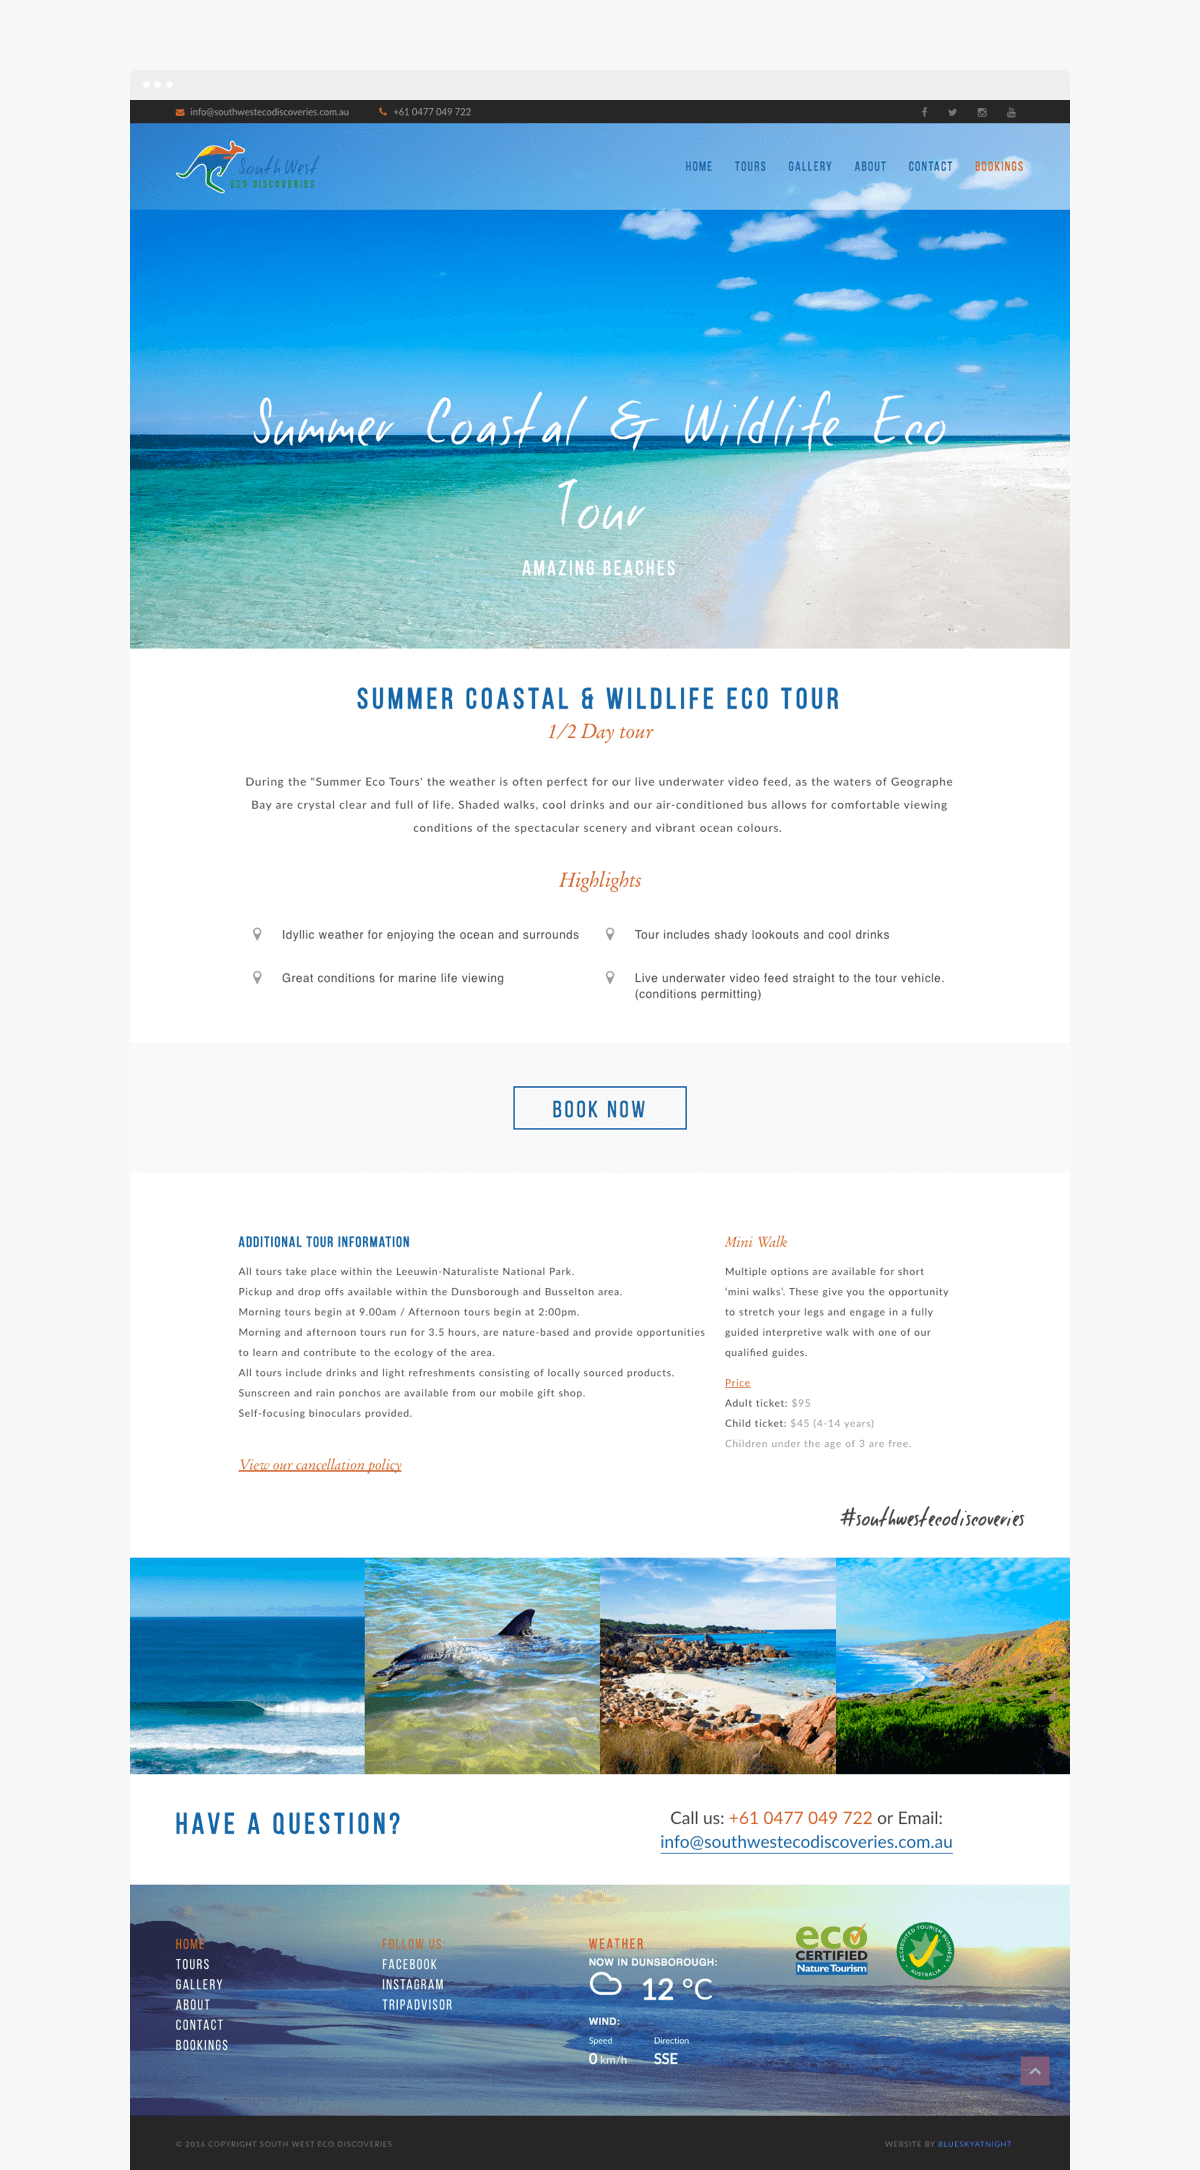 info@southwestecodiscoveries.com.au +61 0477 049 722
South West
ECO DISCOVERIES
HOME TOURS GALLERY ABOUT CONTACT BOOKINGS
Summer Coastal & Wildlife Eco
Tour
AMAZING BEACHES
SUMMER COASTAL & WILDLIFE ECO TOUR
1/2 Day tour
During the "Summer Eco Tours' the weather is often perfect for our live underwater video feed, as the waters of Geographe
Bay are crystal clear and full of life. Shaded walks, cool drinks and our air-conditioned bus allows for comfortable viewing
conditions of the spectacular scenery and vibrant ocean colours.
Highlights
Idyllic weather for enjoying the ocean and surrounds
Tour includes shady lookouts and cool drinks
Great conditions for marine life viewing
Live underwater video feed straight to the tour vehicle.
(conditions permitting)
BOOK NOW
ADDITIONAL TOUR INFORMATION
All tours take place within the Leeuwin-Naturaliste National Park.
Pickup and drop offs available within the Dunsborough and Busselton area.
Morning tours begin at 9.00am / Afternoon tours begin at 2:00pm.
Morning and afternoon tours run for 3.5 hours, are nature-based and provide opportunities
to learn and contribute to the ecology of the area.
All tours include drinks and light refreshments consisting of locally sourced products.
Sunscreen and rain ponchos are available from our mobile gift shop.
Self-focusing binoculars provided.
View our cancellation policy
Mini Walk
Multiple options are available for short
'mini walks'. These give you the opportunity
to stretch your legs and engage in a fully
guided interpretive walk with one of our
qualified guides.
Price
Adult ticket: $95
Child ticket: $45 (4-14 years)
Children under the age of 3 are free.
#southwestecodiscoveries
HAVE A QUESTION?
Call us: +61 0477 049 722 or Email:
info@southwestecodiscoveries.com.au
HOME
TOURS
GALLERY
ABOUT
CONTACT
BOOKINGS
FOLLOW US:
FACEBOOK
INSTAGRAM
TRIPADVISOR
WEATHER
NOW IN DUNSBOROUGH:
12 °C
WIND:
Speed Direction
0 km/h SSE
eco
CERTIFIED
Nature Tourism
ACCREDITED TOURISM BUSINESS
AUSTRALIA
© 2016 COPYRIGHT SOUTH WEST ECO DISCOVERIES
WEBSITE BY BLUESKYATNIGHT